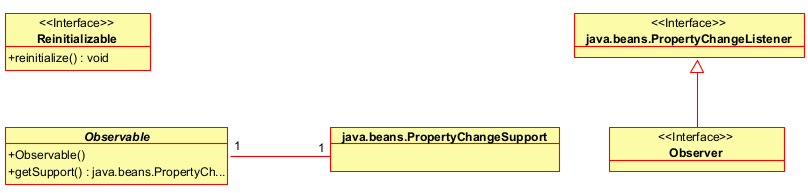 <<Interface>>
Reinitializable
+reinitialize() : void
<<Interface>>
java.beans.PropertyChangeListener
Observable
+Observable()
+getSupport() : java.beans.PropertyCh...
1
1
java.beans.PropertyChangeSupport
<<Interface>>
Observer